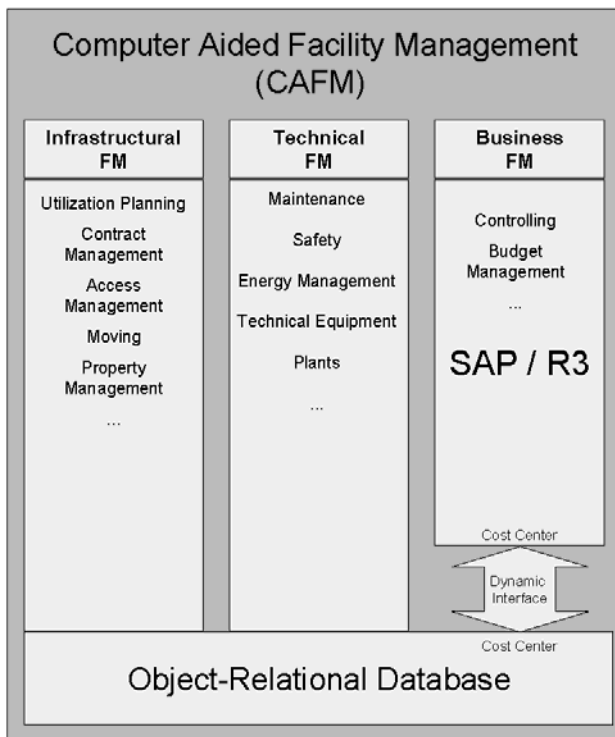 Computer Aided Facility Management
(CAFM)
Infrastructural
FM
Utilization Planning
Contract
Management
Access
Management
Moving
Property
Management
...
Technical
FM
Maintenance
Safety
Energy Management
Technical Equipment
Plants
...
Business
FM
Controlling
Budget
Management
...
SAP / R3
Cost Center
Dynamic
Interface
Cost Center
Object-Relational Database